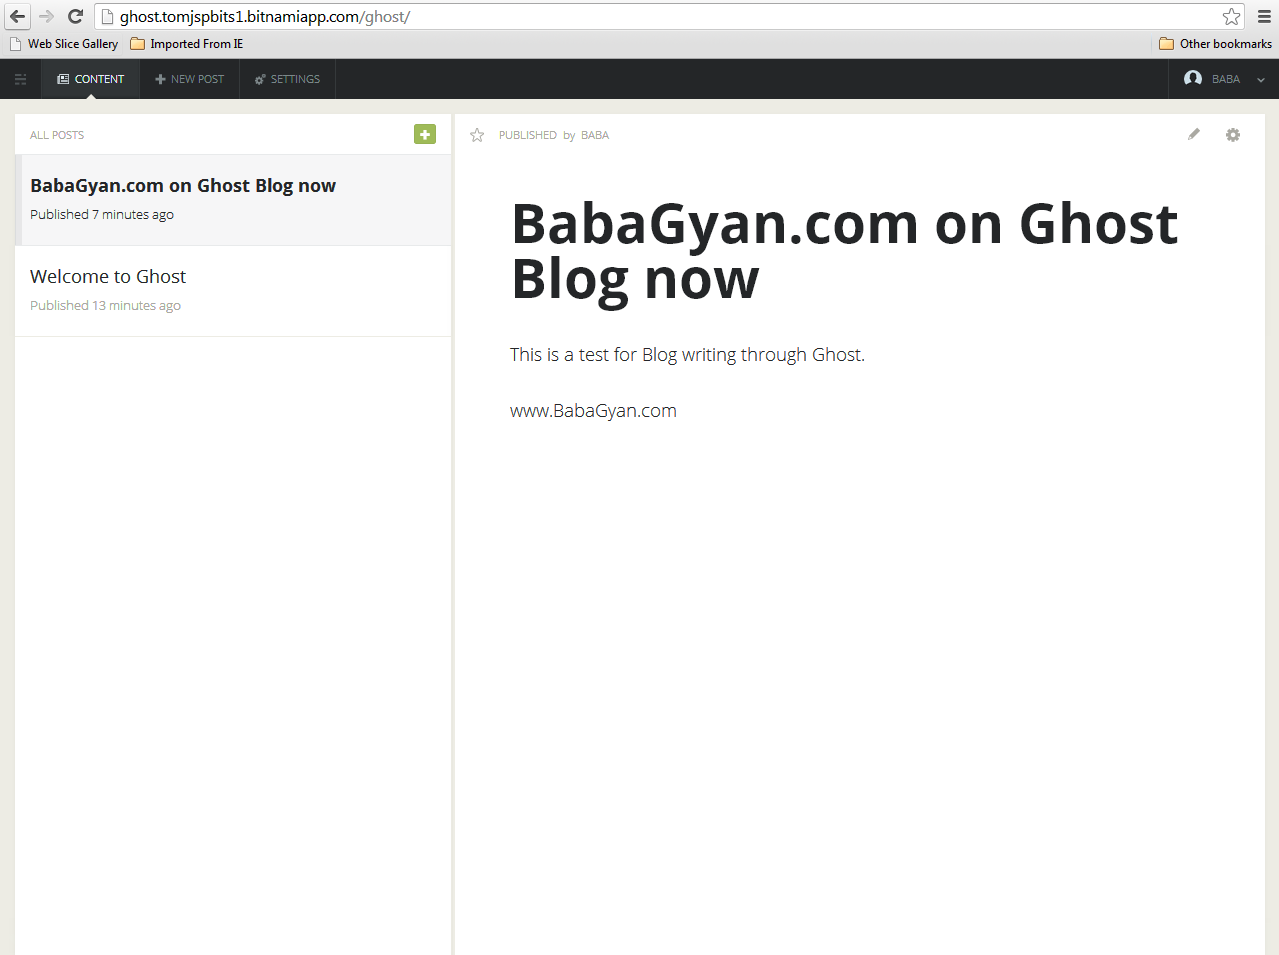 ghost.tomjspbits1.bitnamiapp.com/ghost/
Web Slice Gallery Imported From IE Other bookmarks
CONTENT NEW POST SETTINGS BABA
ALL POSTS
BabaGyan.com on Ghost Blog now
Published 7 minutes ago
Welcome to Ghost
Published 13 minutes ago
PUBLISHED by BABA
BabaGyan.com on Ghost
Blog now
This is a test for Blog writing through Ghost.
www.BabaGyan.com